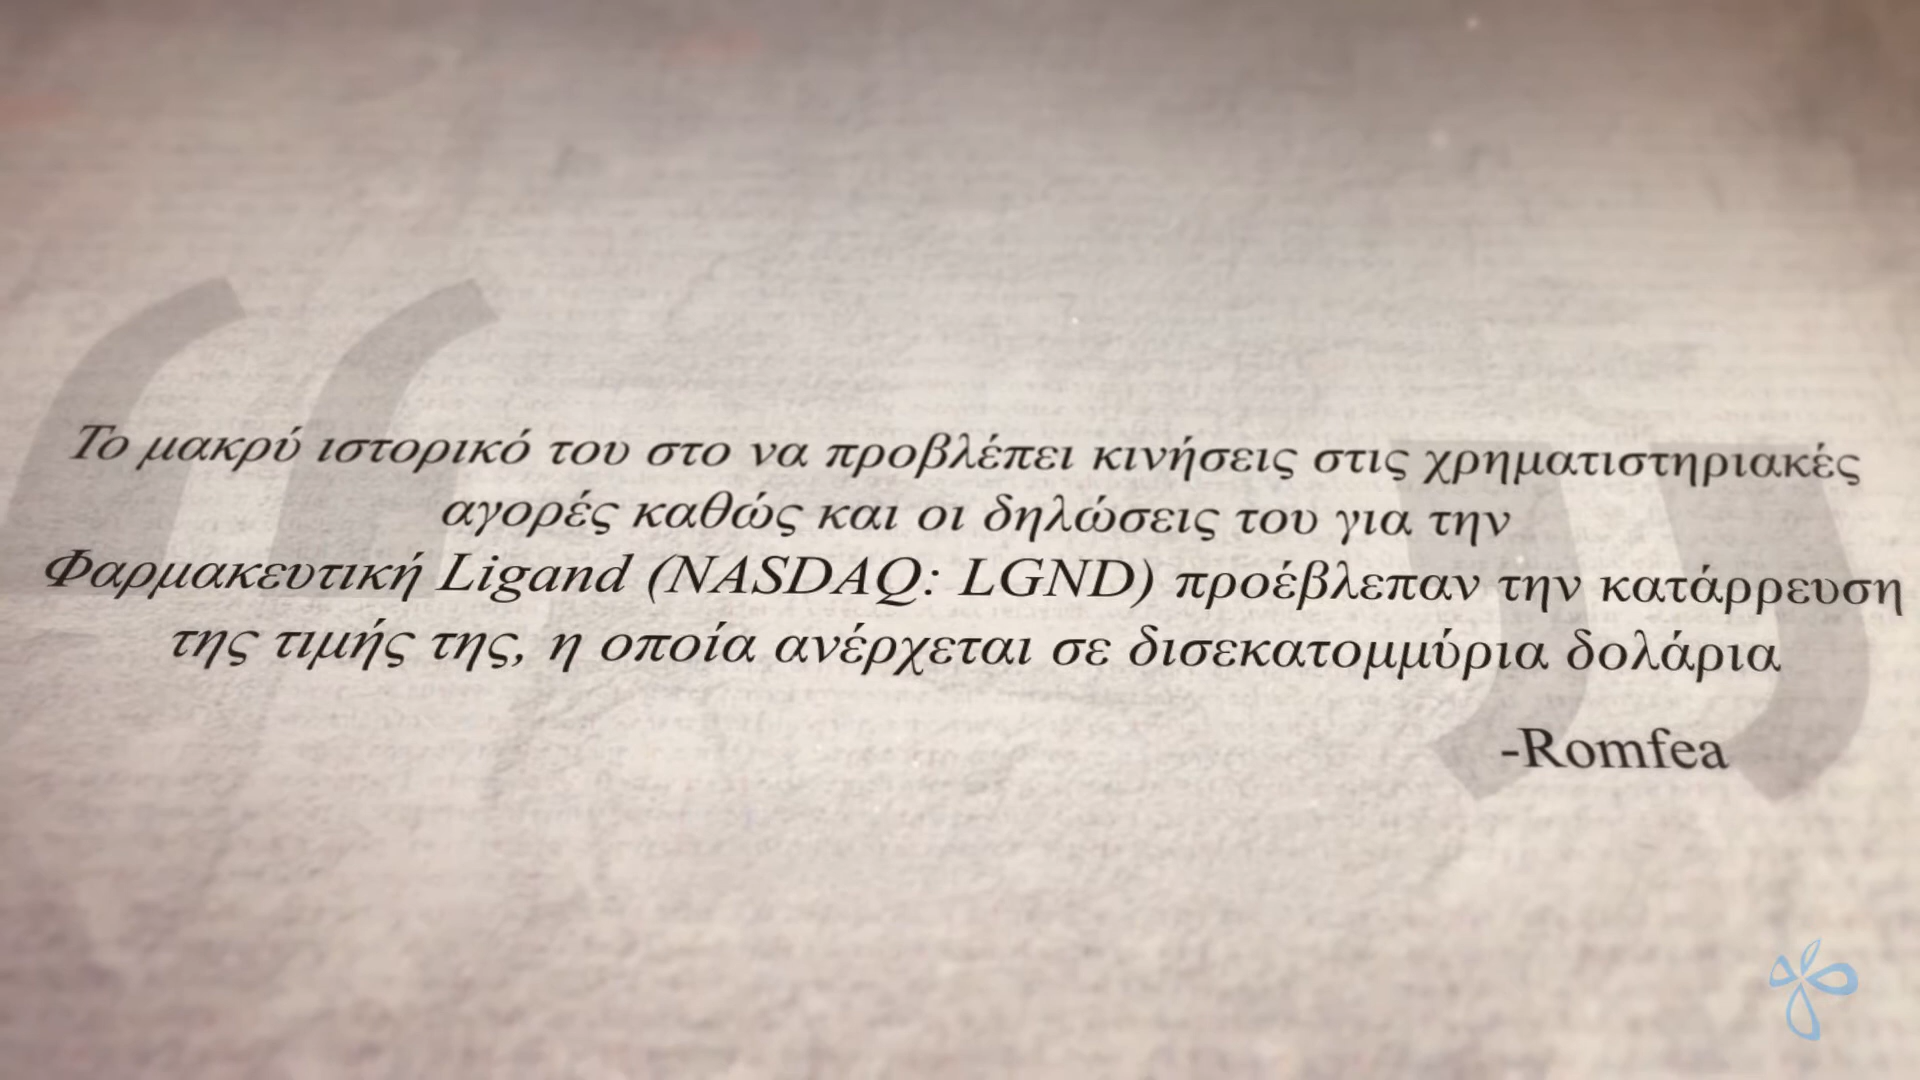 Το μακρύ ιστορικό του στο να προβλέπει κινήσεις στις χρηματιστηριακές
αγορές καθώς και οι δηλώσεις του για την
Φαρμακευτική Ligand (NASDAQ: LGND) προέβλεπαν την κατάρρευση
της τιμής της, η οποία ανέρχεται σε δισεκατομμύρια δολάρια
-Romfea